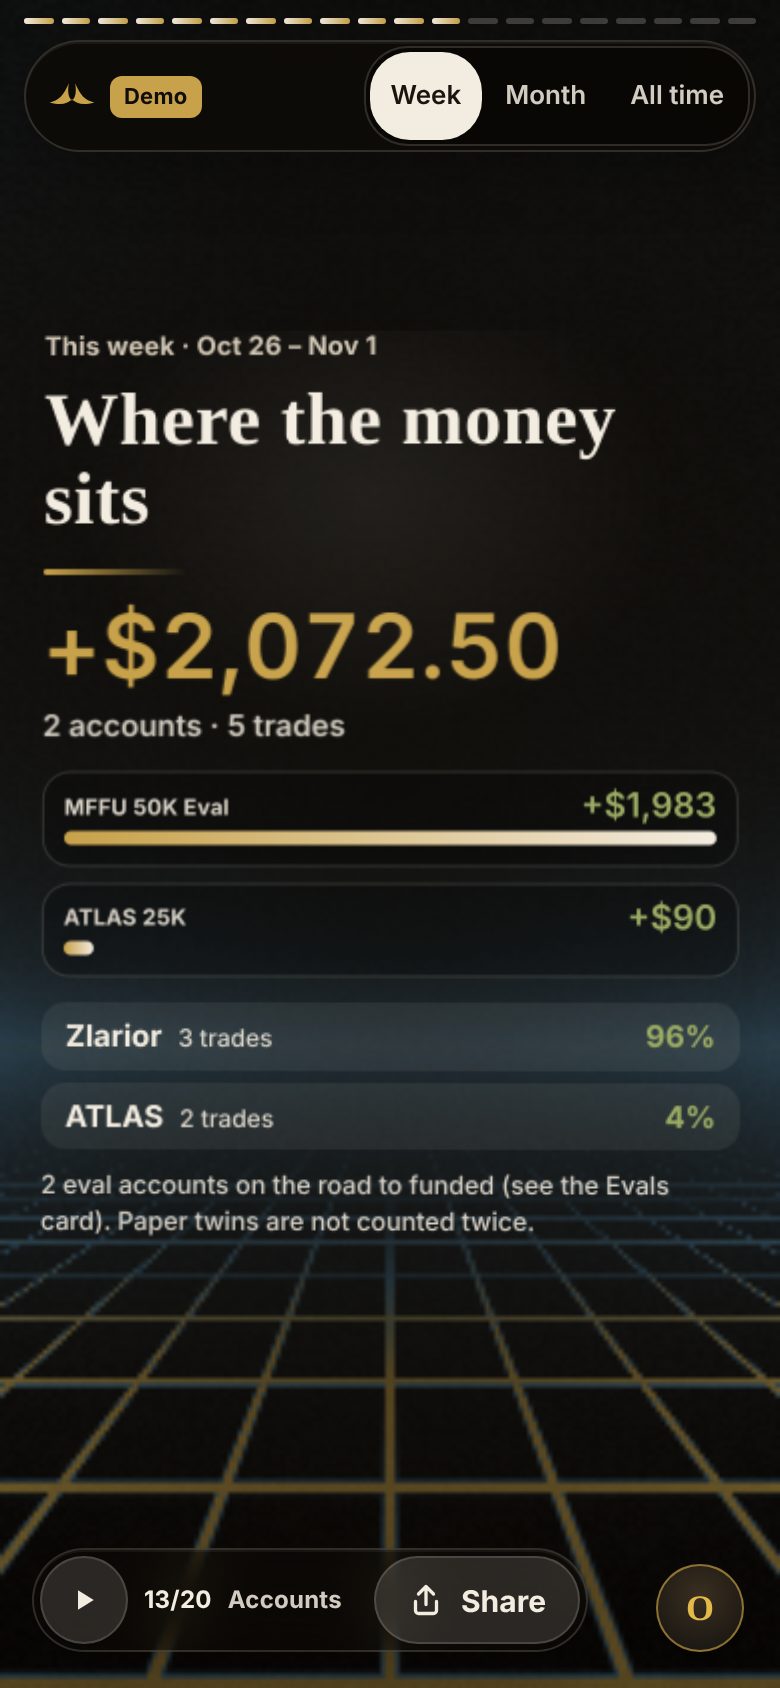 Demo
Week Month All time
This week · Oct 26 – Nov 1
Where the money
sits
+$2,072.50
2 accounts · 5 trades
MFFU 50K Eval +$1,983
ATLAS 25K +$90
Zlarior 3 trades 96%
ATLAS 2 trades 4%
2 eval accounts on the road to funded (see the Evals
card). Paper twins are not counted twice.
13/20 Accounts Share O